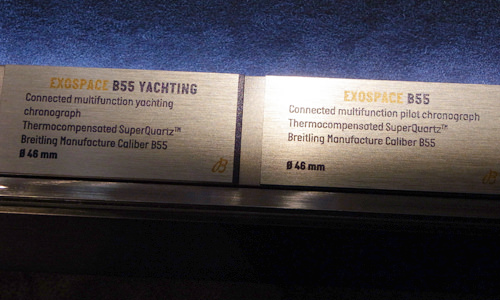 EXOSPACE B55 YACHTING
Connected multifunction yachting
chronograph
Thermocompensated SuperQuartz™
Breitling Manufacture Caliber B55
Ø 46 mm
EXOSPACE B55
Connected multifunction pilot chronograph
Thermocompensated SuperQuartz™
Breitling Manufacture Caliber B55
Ø 46 mm